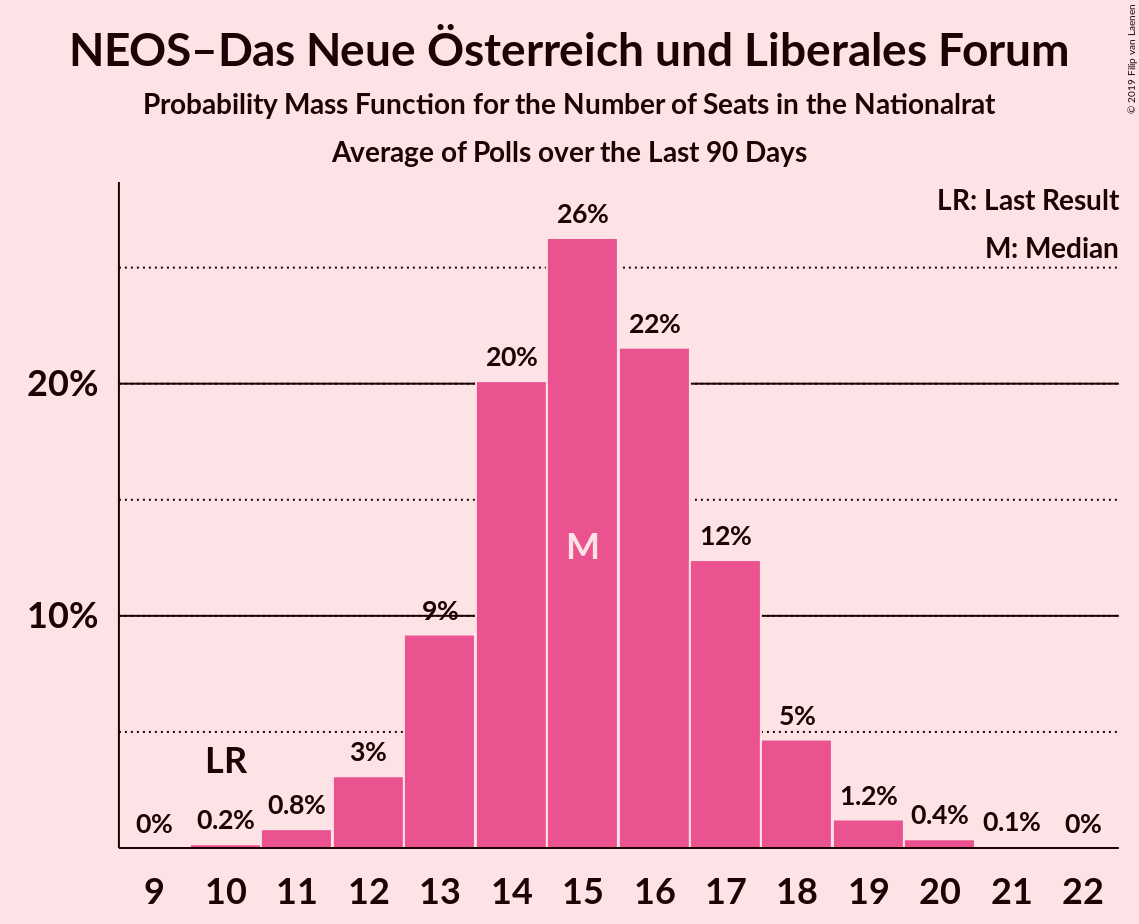 NEOS–Das Neue Österreich und Liberales Forum
Probability Mass Function for the Number of Seats in the Nationalrat
Average of Polls over the Last 90 Days
© 2019 Filip van Laenen
LR: Last Result
M: Median
26%
22%
20%
20%
12%
M
10%
9%
5%
LR
3%
1.2%
0.8%
0.4%
0.2%
0.1%
0%
0%
9 10 11 12 13 14 15 16 17 18 19 20 21 22